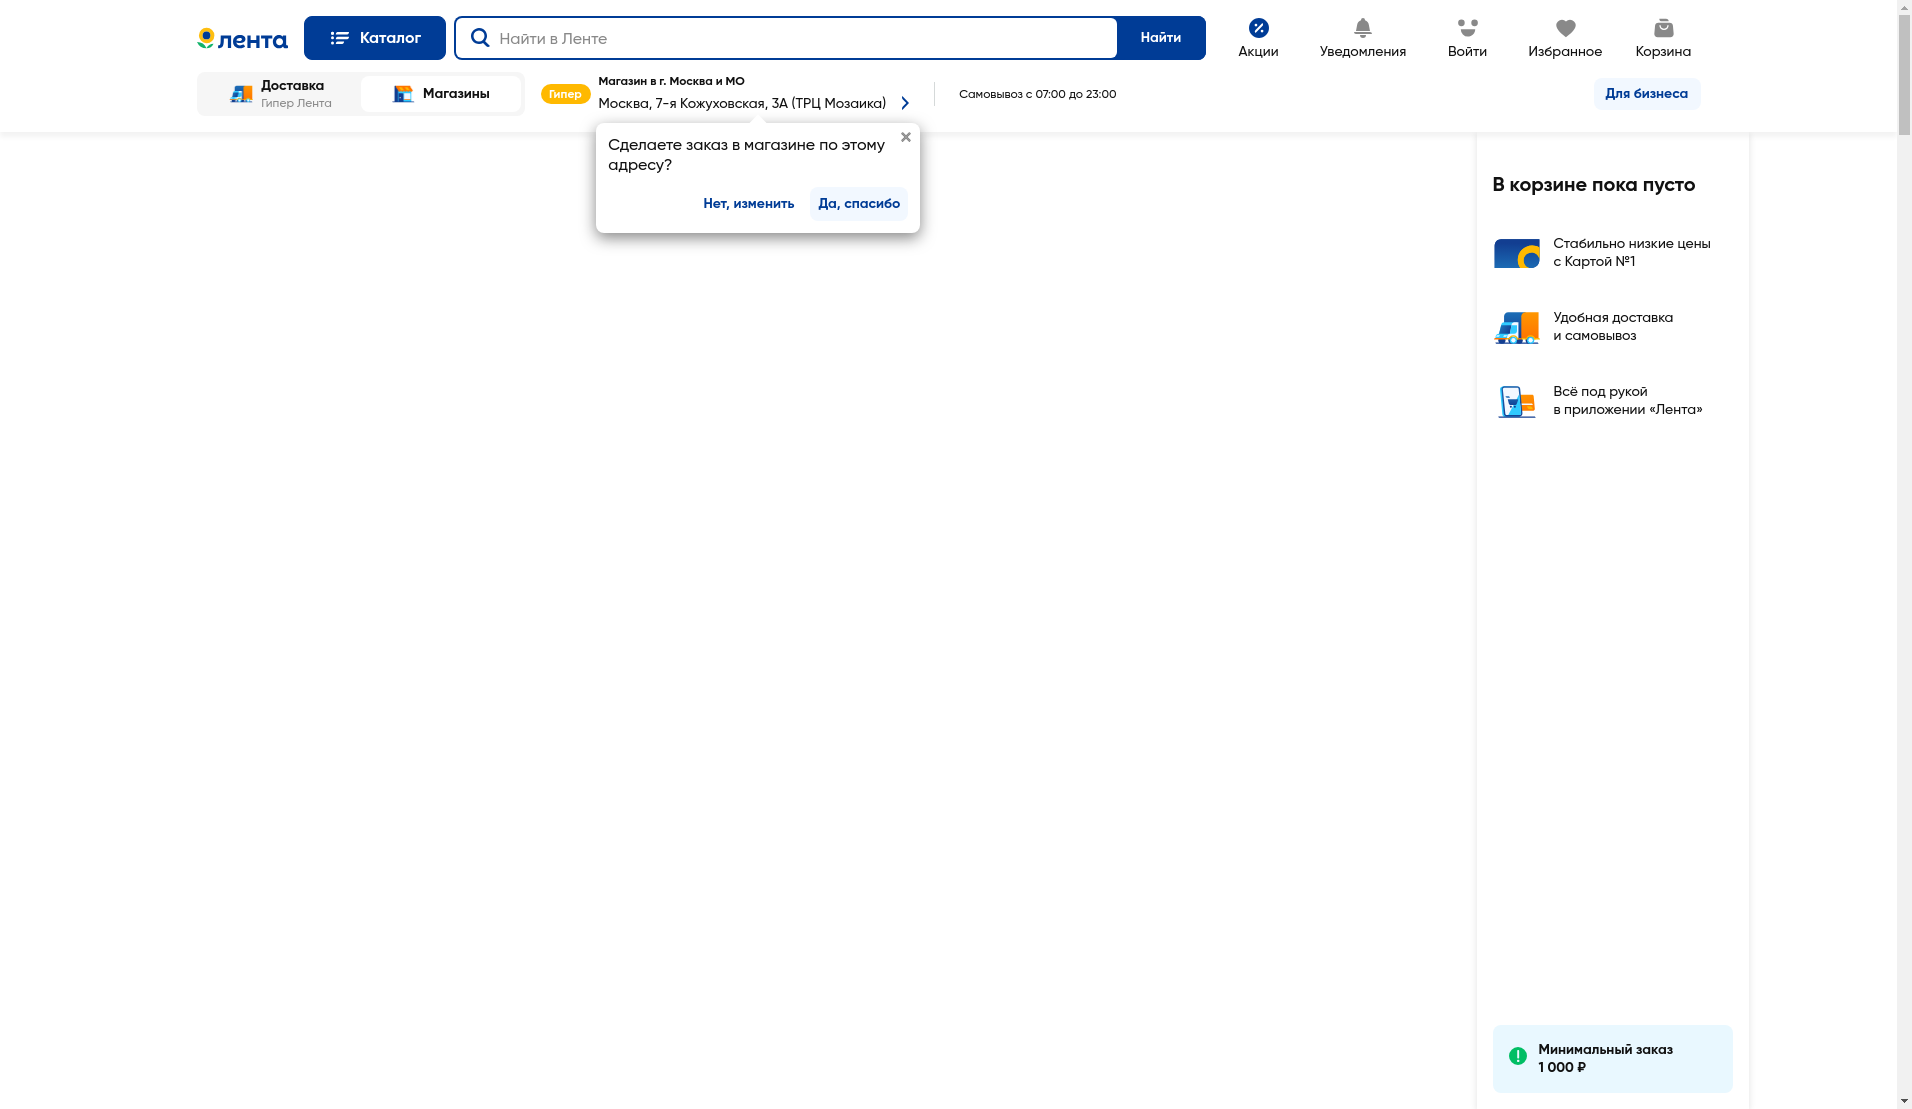 лента
Каталог
Найти в Ленте
Найти
Акции
Уведомления
Войти
Избранное
Корзина
Доставка
Гипер Лента
Магазины
Гипер
Магазин в г. Москва и МО
Москва, 7-я Кожуховская, 3А (ТРЦ Мозаика)
Самовывоз с 07:00 до 23:00
Для бизнеса
Сделаете заказ в магазине по этому
адресу?
Нет, изменить
Да, спасибо
В корзине пока пусто
Стабильно низкие цены
с Картой №1
Удобная доставка
и самовывоз
Всё под рукой
в приложении «Лента»
Минимальный заказ
1 000 ₽